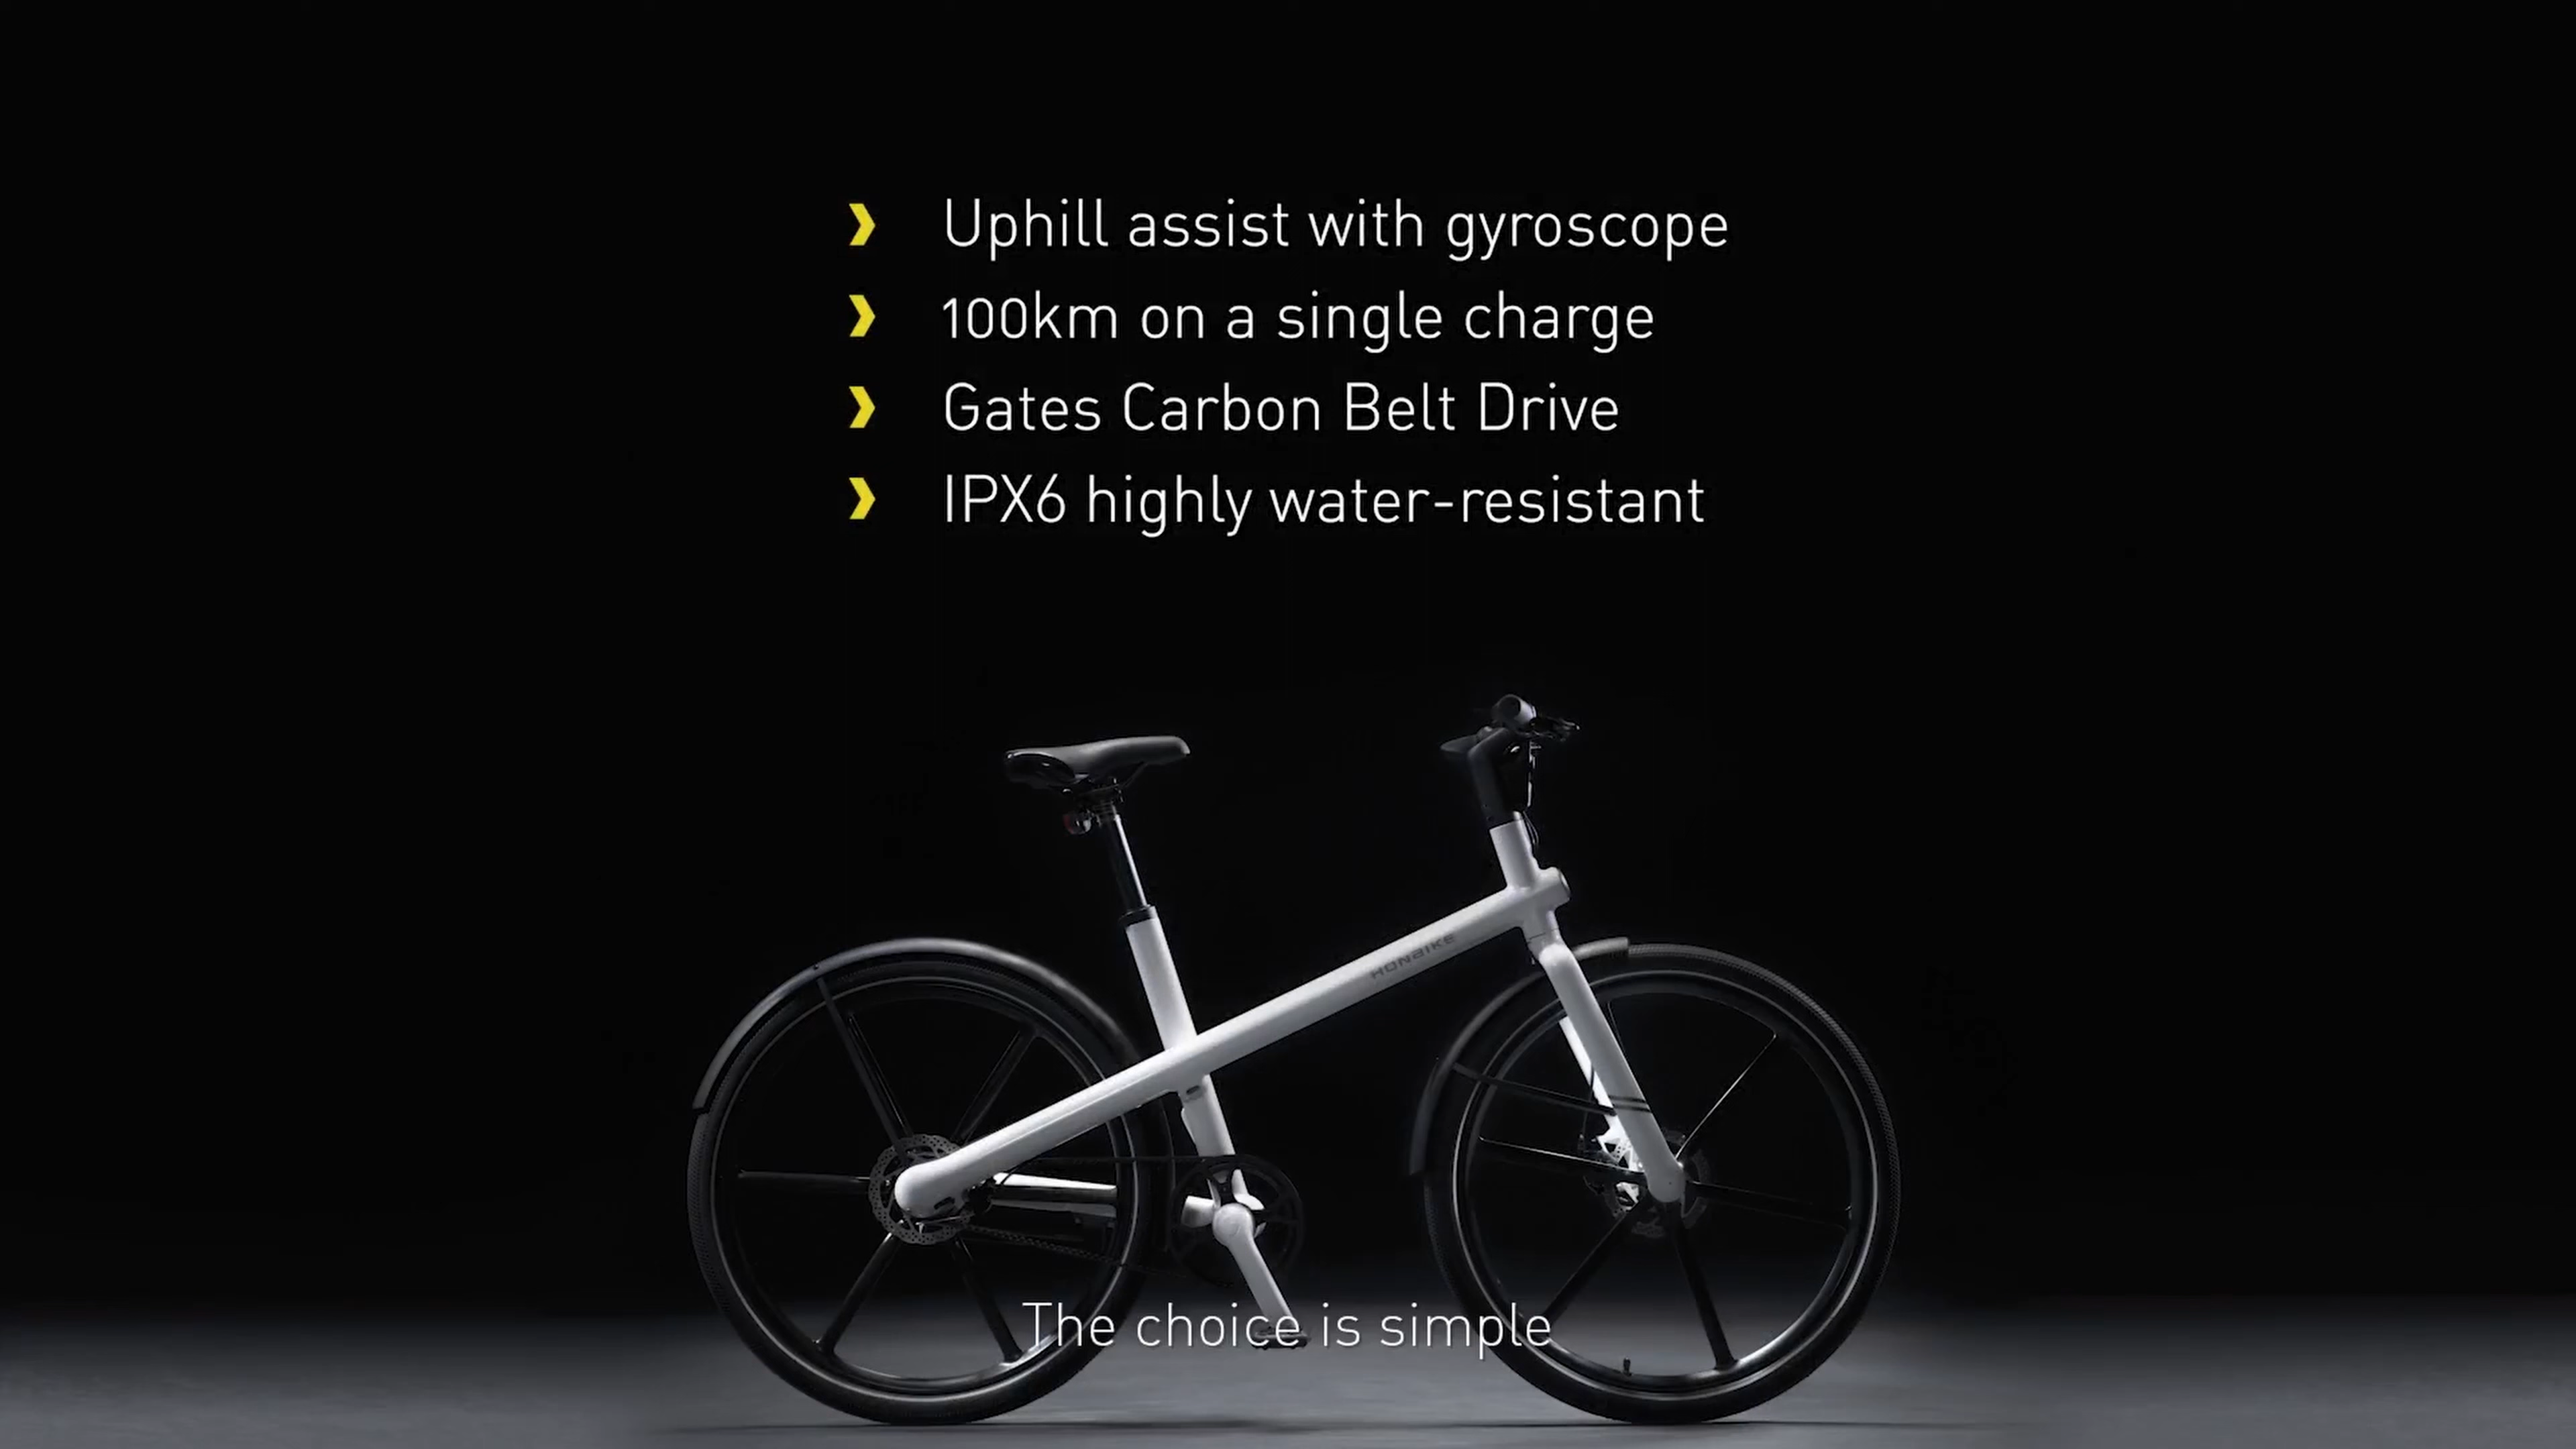 Uphill assist with gyroscope
100km on a single charge
Gates Carbon Belt Drive
IPX6 highly water-resistant
HONBIKE
The choice is simple